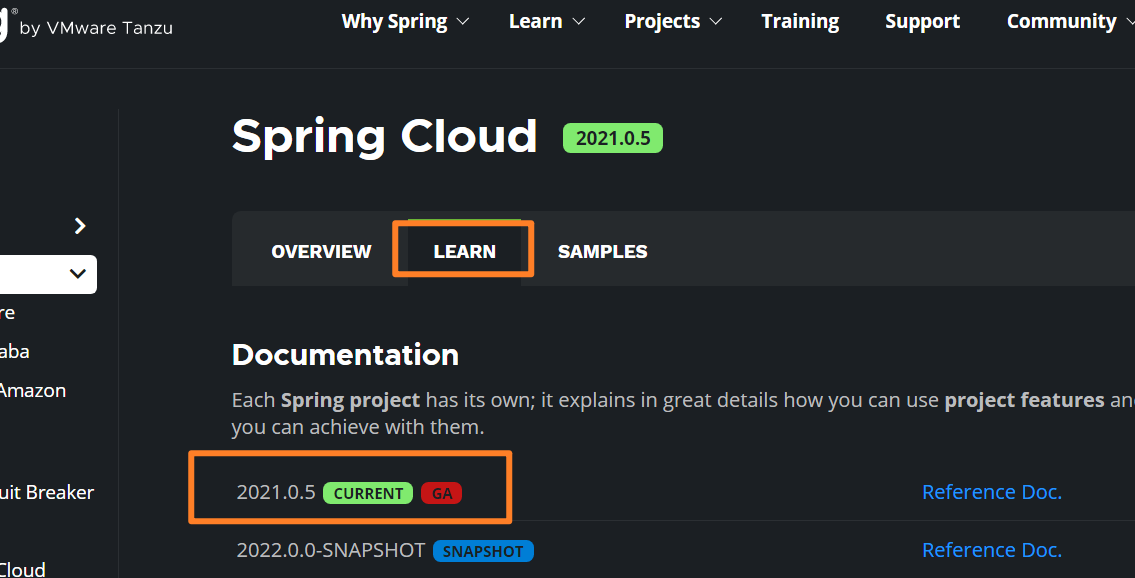 by VMware Tanzu
Why Spring Learn Projects Training Support Community
Spring Cloud 2021.0.5
OVERVIEW LEARN SAMPLES
re
aba
Amazon
uit Breaker
Cloud
Documentation
Each Spring project has its own; it explains in great details how you can use project features an
you can achieve with them.
2021.0.5 CURRENT GA Reference Doc.
2022.0.0-SNAPSHOT SNAPSHOT Reference Doc.